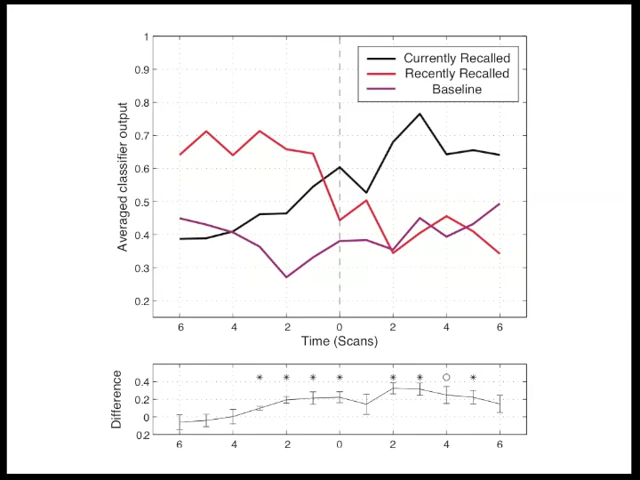 1
0.9
0.8
0.7
0.6
0.5
0.4
0.3
0.2
Averaged classifier output
Currently Recalled
Recently Recalled
Baseline
6 4 2 0 2 4 6
Time (Scans)
Difference
0.4
0.2
0
0.2
6 4 2 0 2 4 6